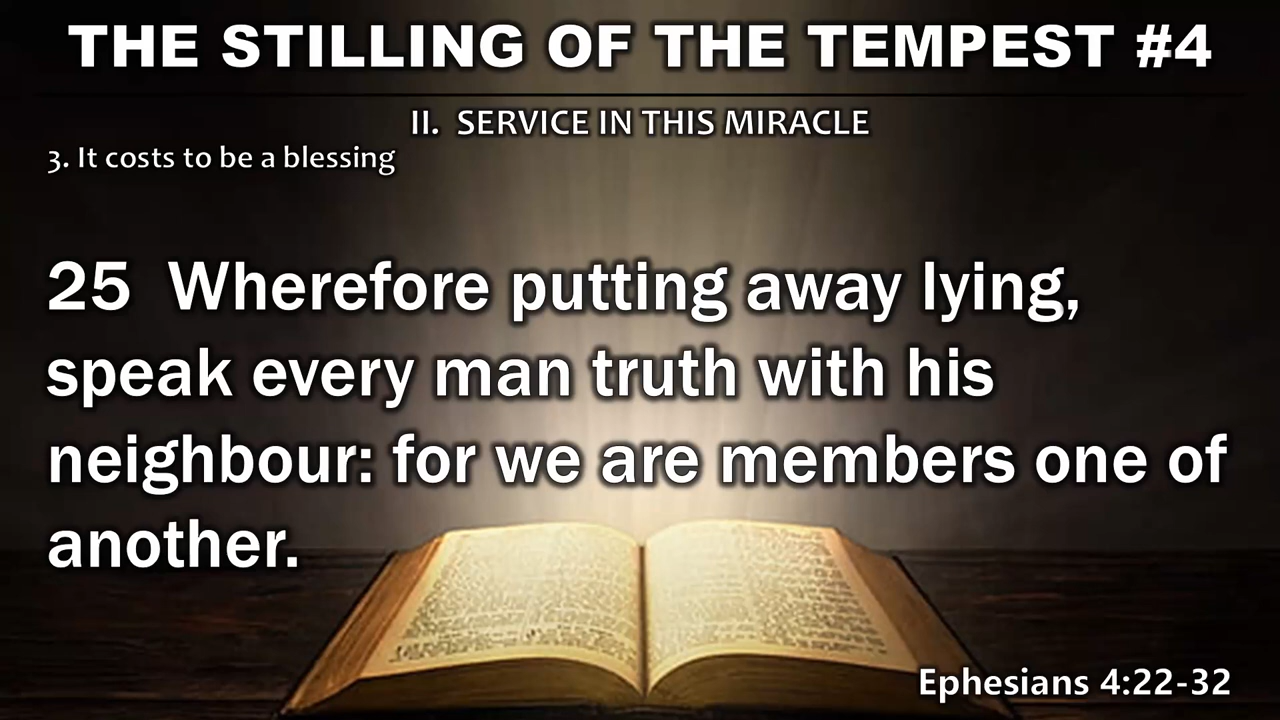 THE STILLING OF THE TEMPEST #4
II. SERVICE IN THIS MIRACLE
3. It costs to be a blessing
25 Wherefore putting away lying,
speak every man truth with his
neighbour: for we are members one of
another.
Ephesians 4:22-32